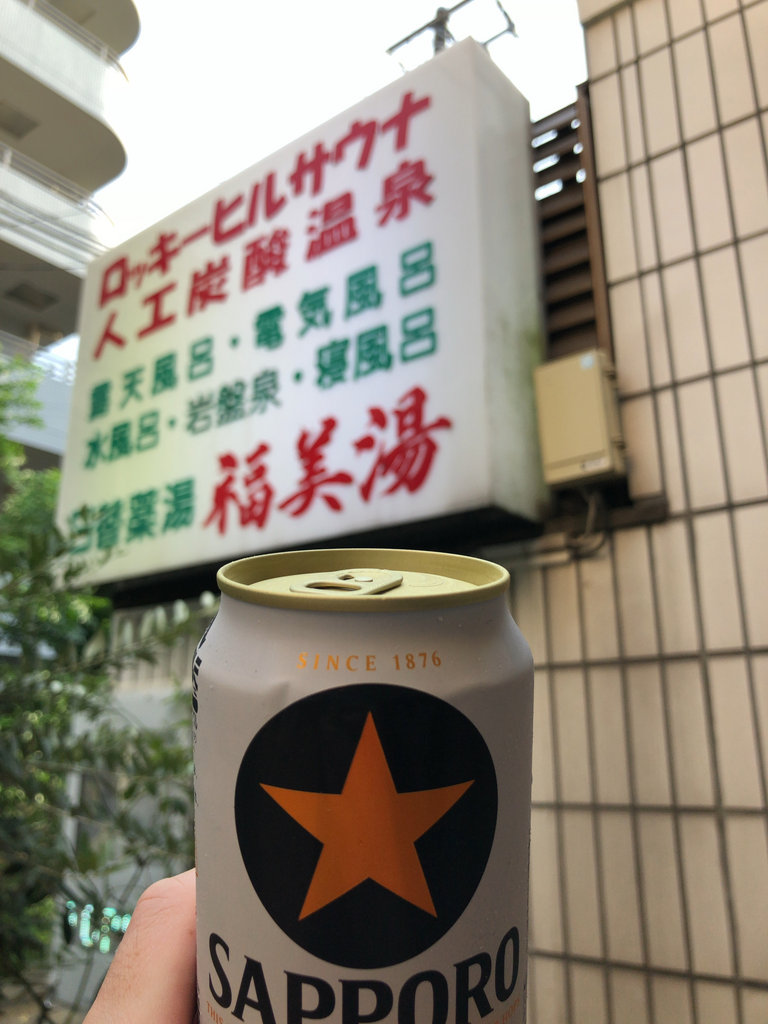 ロッキーヒルサウナ
人工炭酸温泉
露天風呂・電気風呂
水風呂・岩盤泉・寝風呂
日替薬湯 福美湯
SINCE 1876
SAPPORO